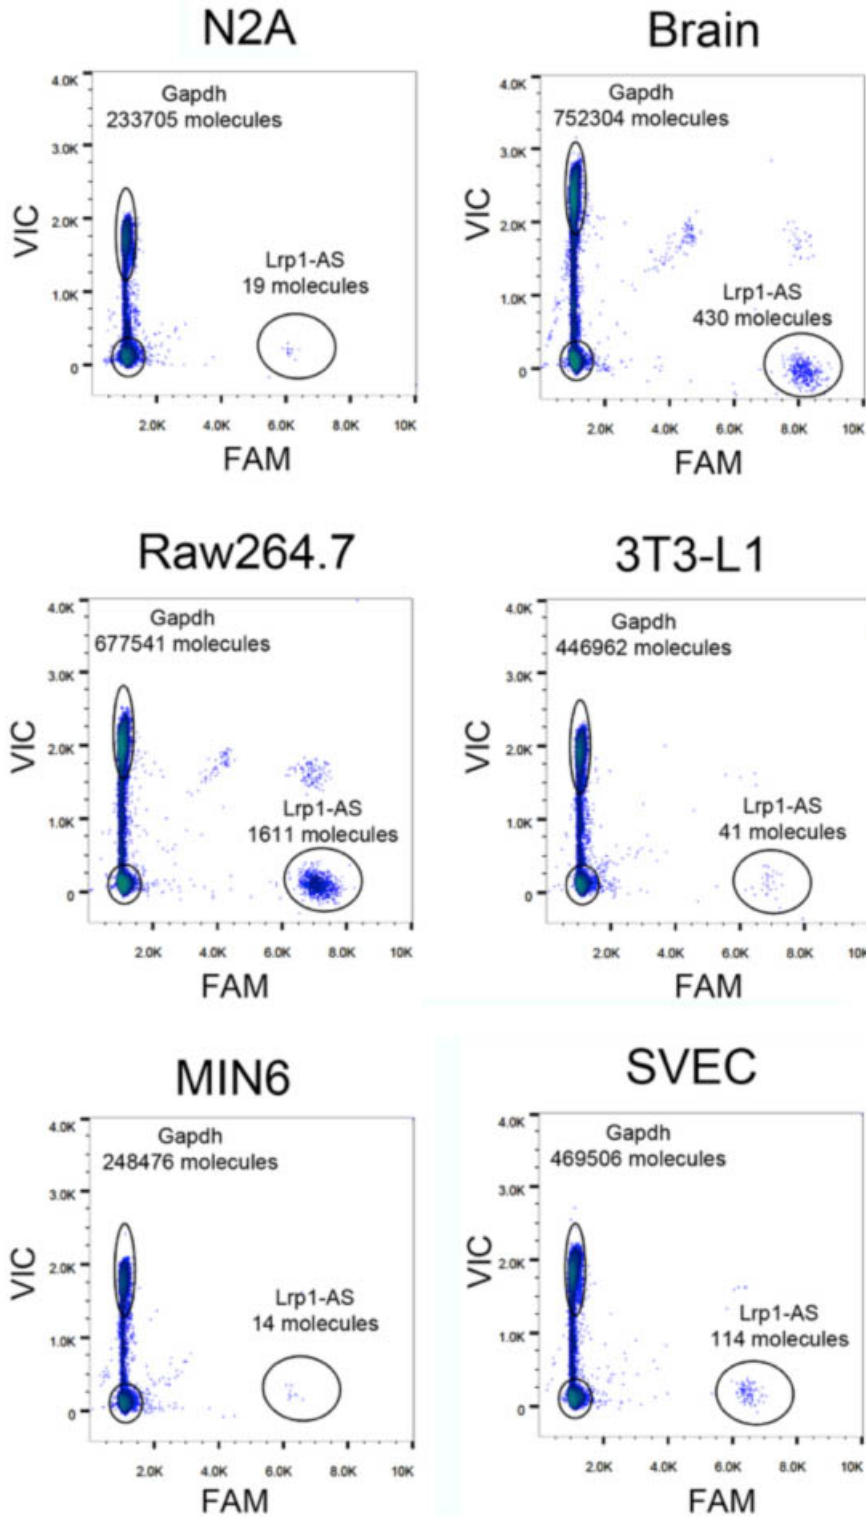 N2A
Brain
4.0K
3.0K
2.0K
1.0K
0
Gapdh
233705 molecules
Lrp1-AS
19 molecules
VIC
2.0K 4.0K 6.0K 8.0K 10K
FAM
4.0K
3.0K
2.0K
1.0K
0
Gapdh
752304 molecules
Lrp1-AS
430 molecules
VIC
2.0K 4.0K 6.0K 8.0K 10K
FAM
Raw264.7
3T3-L1
4.0K
3.0K
2.0K
1.0K
0
Gapdh
677541 molecules
Lrp1-AS
1611 molecules
VIC
2.0K 4.0K 6.0K 8.0K 10K
FAM
4.0K
3.0K
2.0K
1.0K
0
Gapdh
446962 molecules
Lrp1-AS
41 molecules
VIC
2.0K 4.0K 6.0K 8.0K 10K
FAM
MIN6
SVEC
4.0K
3.0K
2.0K
1.0K
0
Gapdh
248476 molecules
Lrp1-AS
14 molecules
VIC
2.0K 4.0K 6.0K 8.0K 10K
FAM
4.0K
3.0K
2.0K
1.0K
0
Gapdh
469506 molecules
Lrp1-AS
114 molecules
VIC
2.0K 4.0K 6.0K 8.0K 10K
FAM